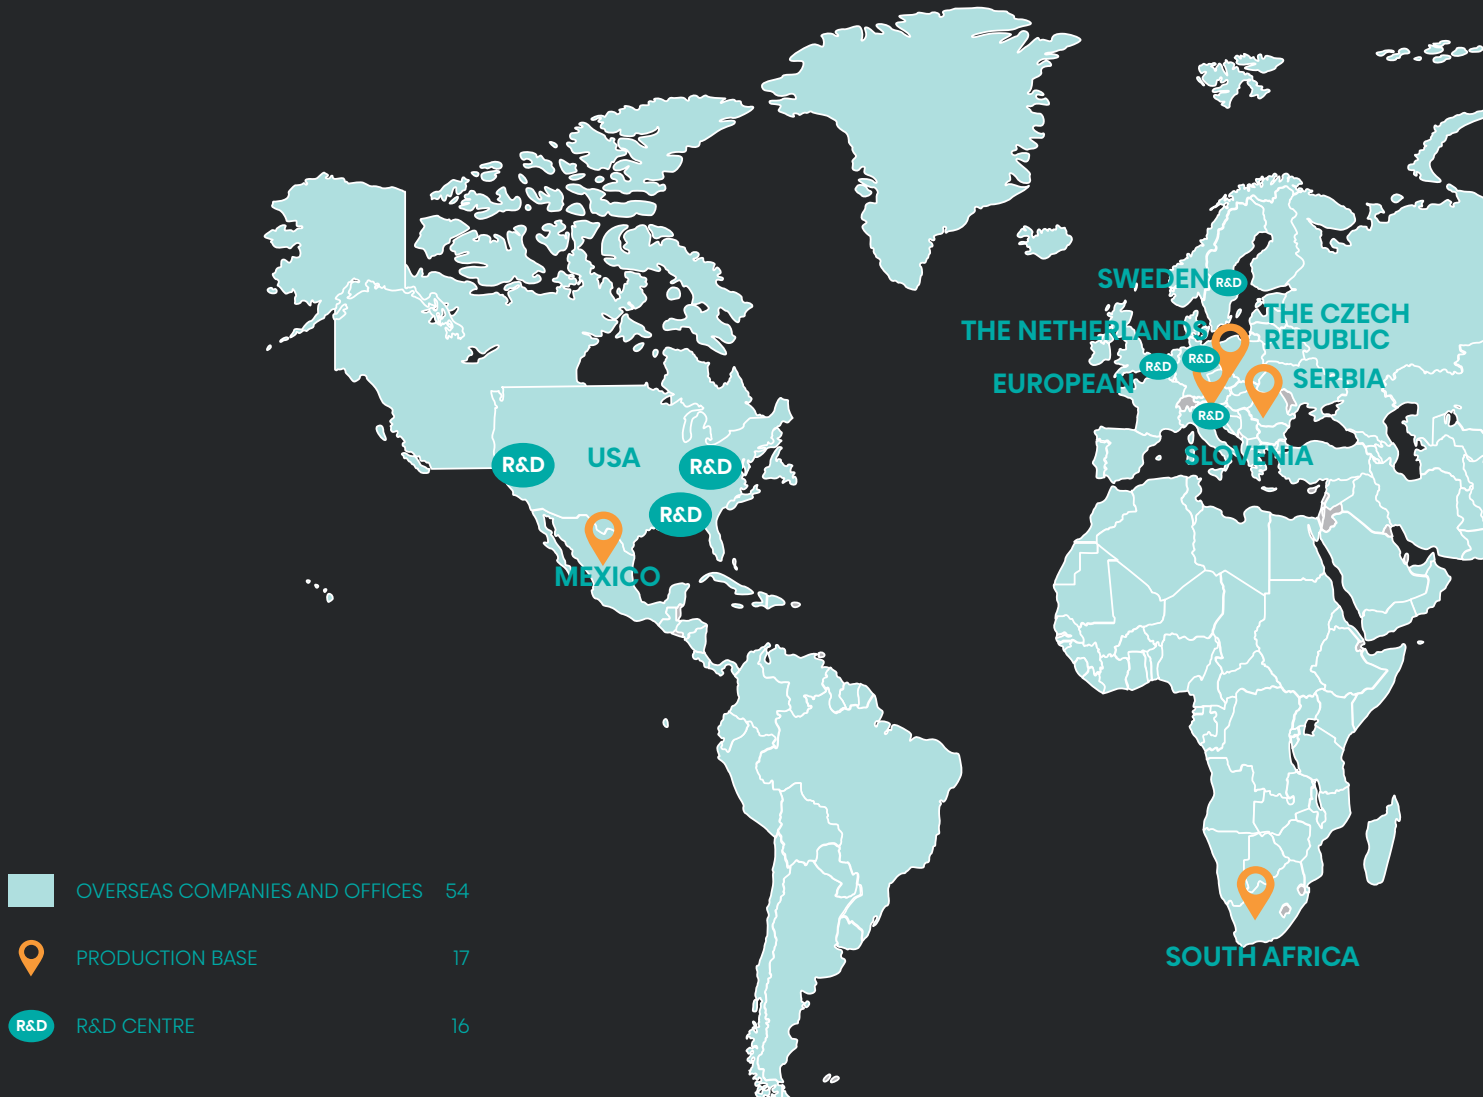 SWEDEN R&D
THE NETHERLANDS
THE CZECH
REPUBLIC
R&D
R&D
EUROPEAN
SERBIA
R&D
SLOVENIA
R&D
USA
R&D
R&D
MEXICO
OVERSEAS COMPANIES AND OFFICES 54
PRODUCTION BASE 17
R&D R&D CENTRE 16
SOUTH AFRICA